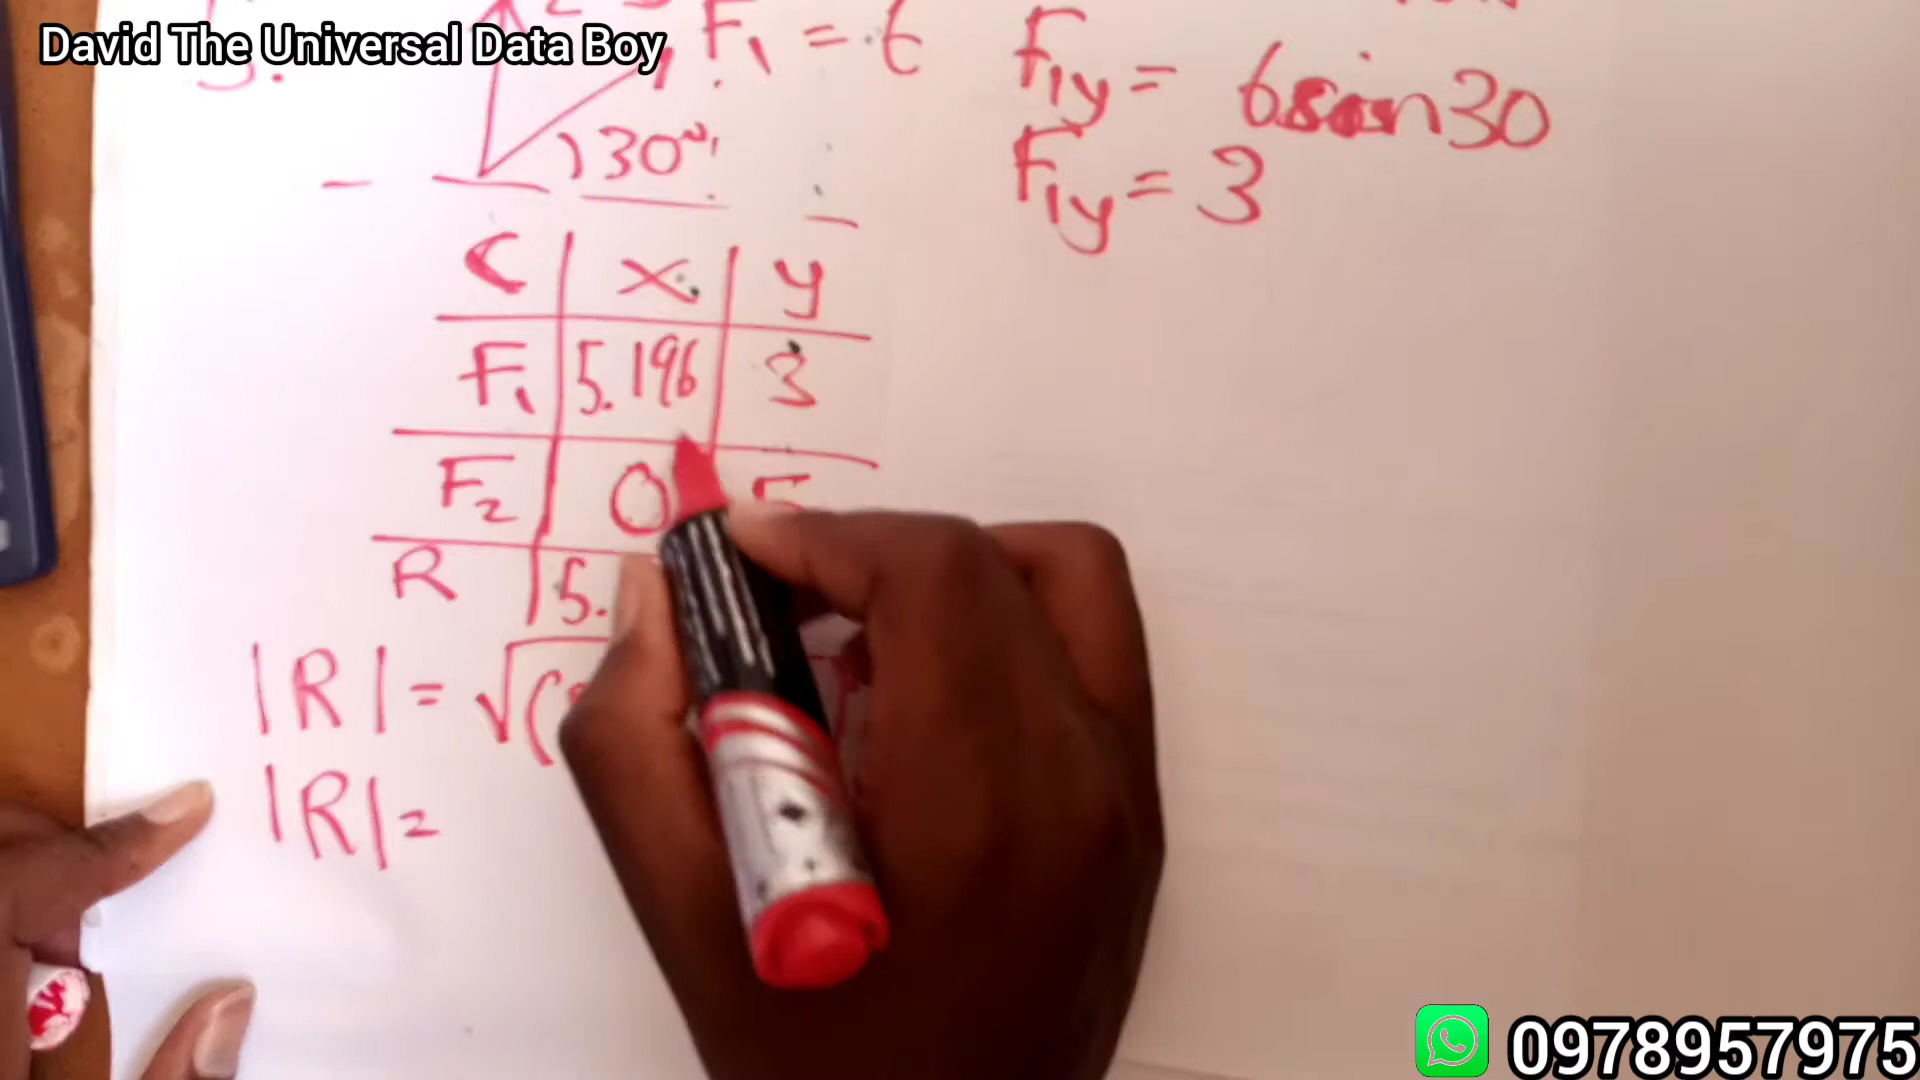 David The Universal Data Boy
F₁ = 6
F₁y = 6sin30
)30°
F₁y = 3
C x y
F₁ 5.196 3
F₂ 0 5
R 5.
|R| = √(
|R| =
0978957975